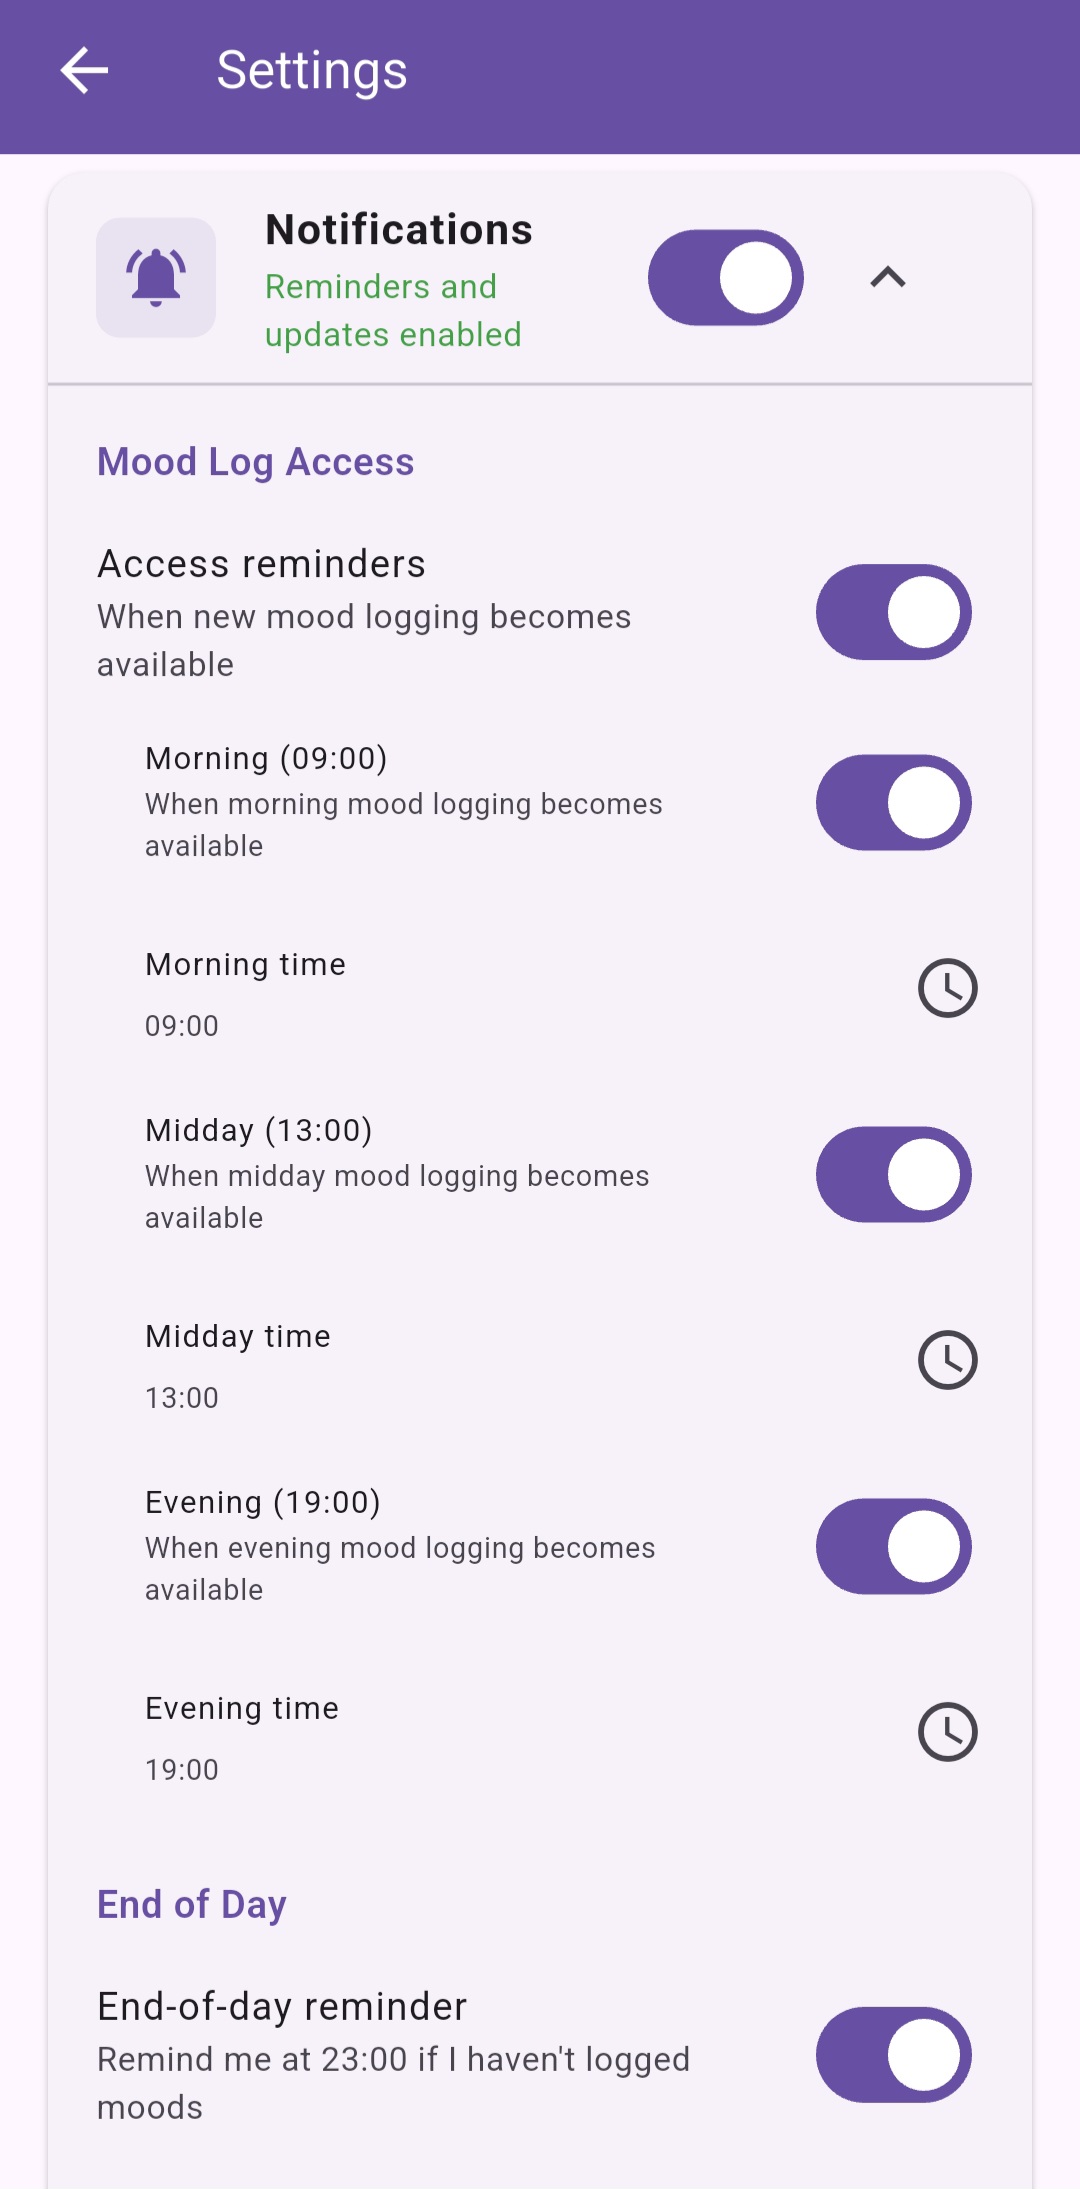 Settings
Notifications
Reminders and
updates enabled
Mood Log Access
Access reminders
When new mood logging becomes
available
Morning (09:00)
When morning mood logging becomes
available
Morning time
09:00
Midday (13:00)
When midday mood logging becomes
available
Midday time
13:00
Evening (19:00)
When evening mood logging becomes
available
Evening time
19:00
End of Day
End-of-day reminder
Remind me at 23:00 if I haven't logged
moods